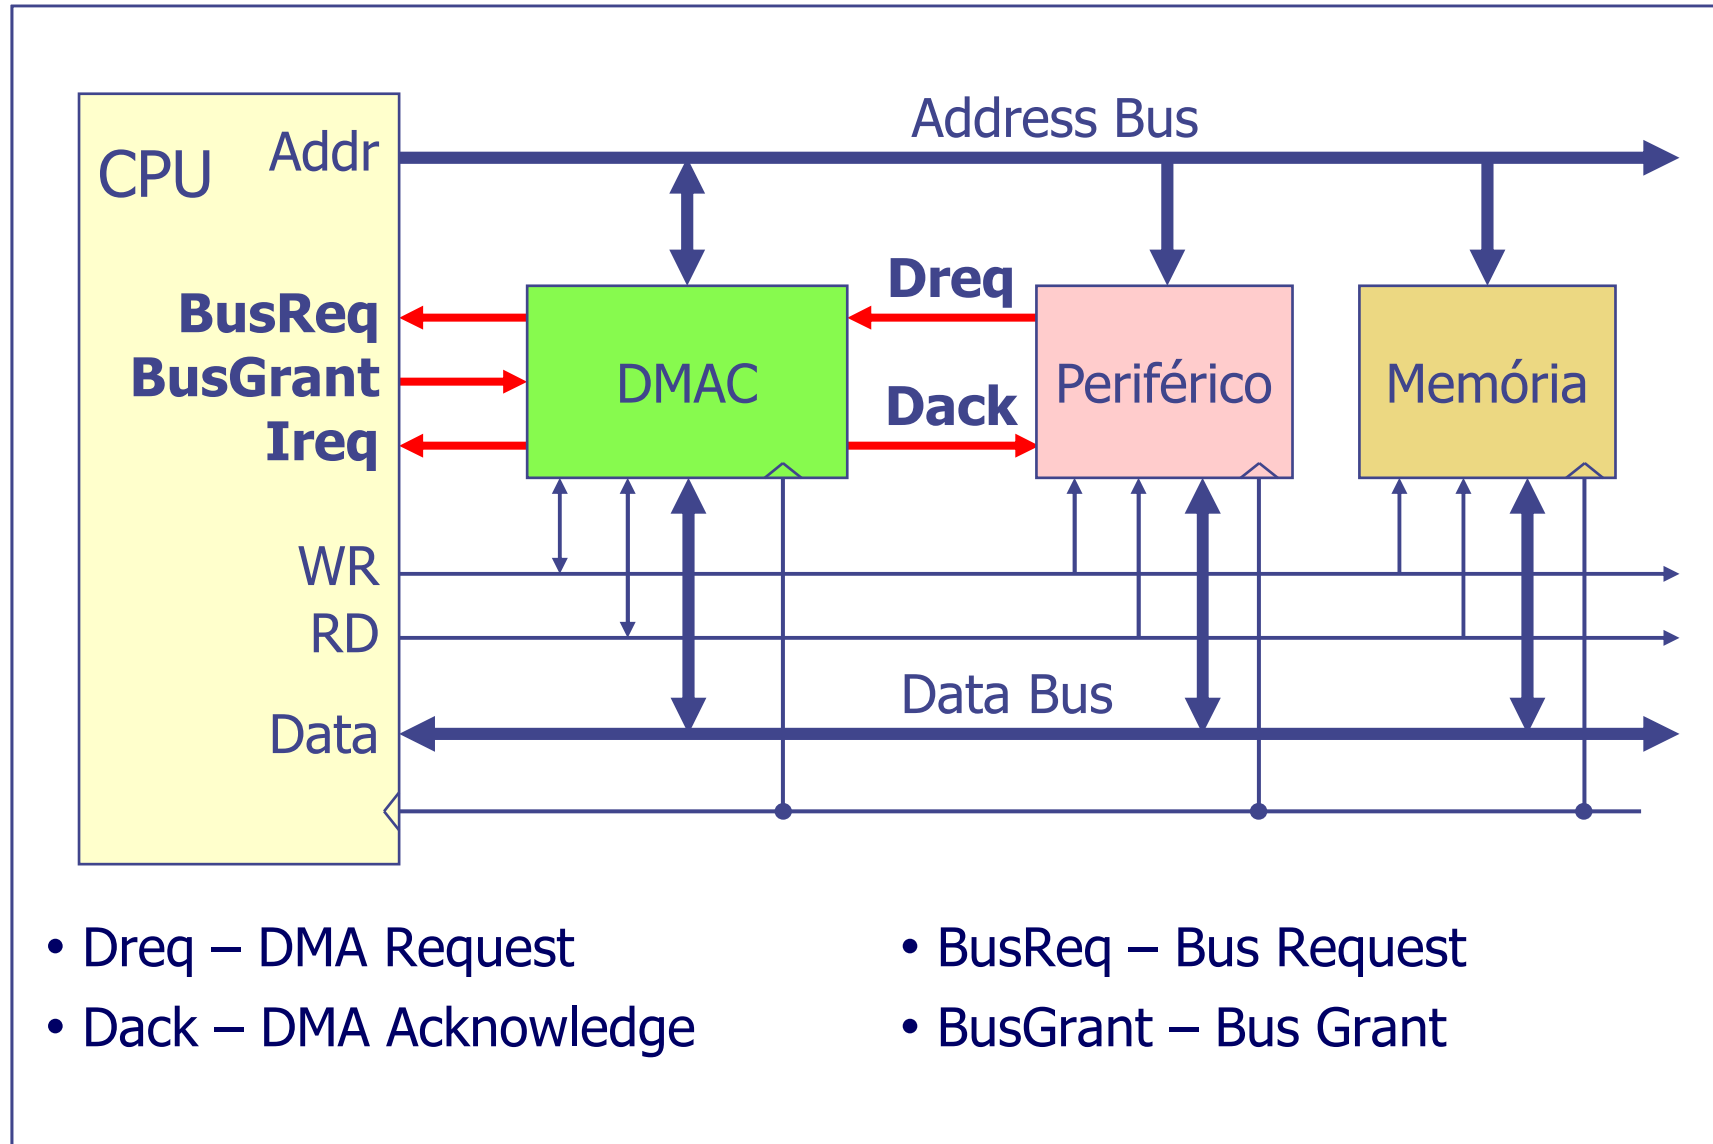 Address Bus
CPU
Addr
BusReq
BusGrant
Ireq
Dreq
Dack
DMAC
Periférico
Memória
WR
RD
Data Bus
Data
• Dreq – DMA Request
• Dack – DMA Acknowledge
• BusReq – Bus Request
• BusGrant – Bus Grant